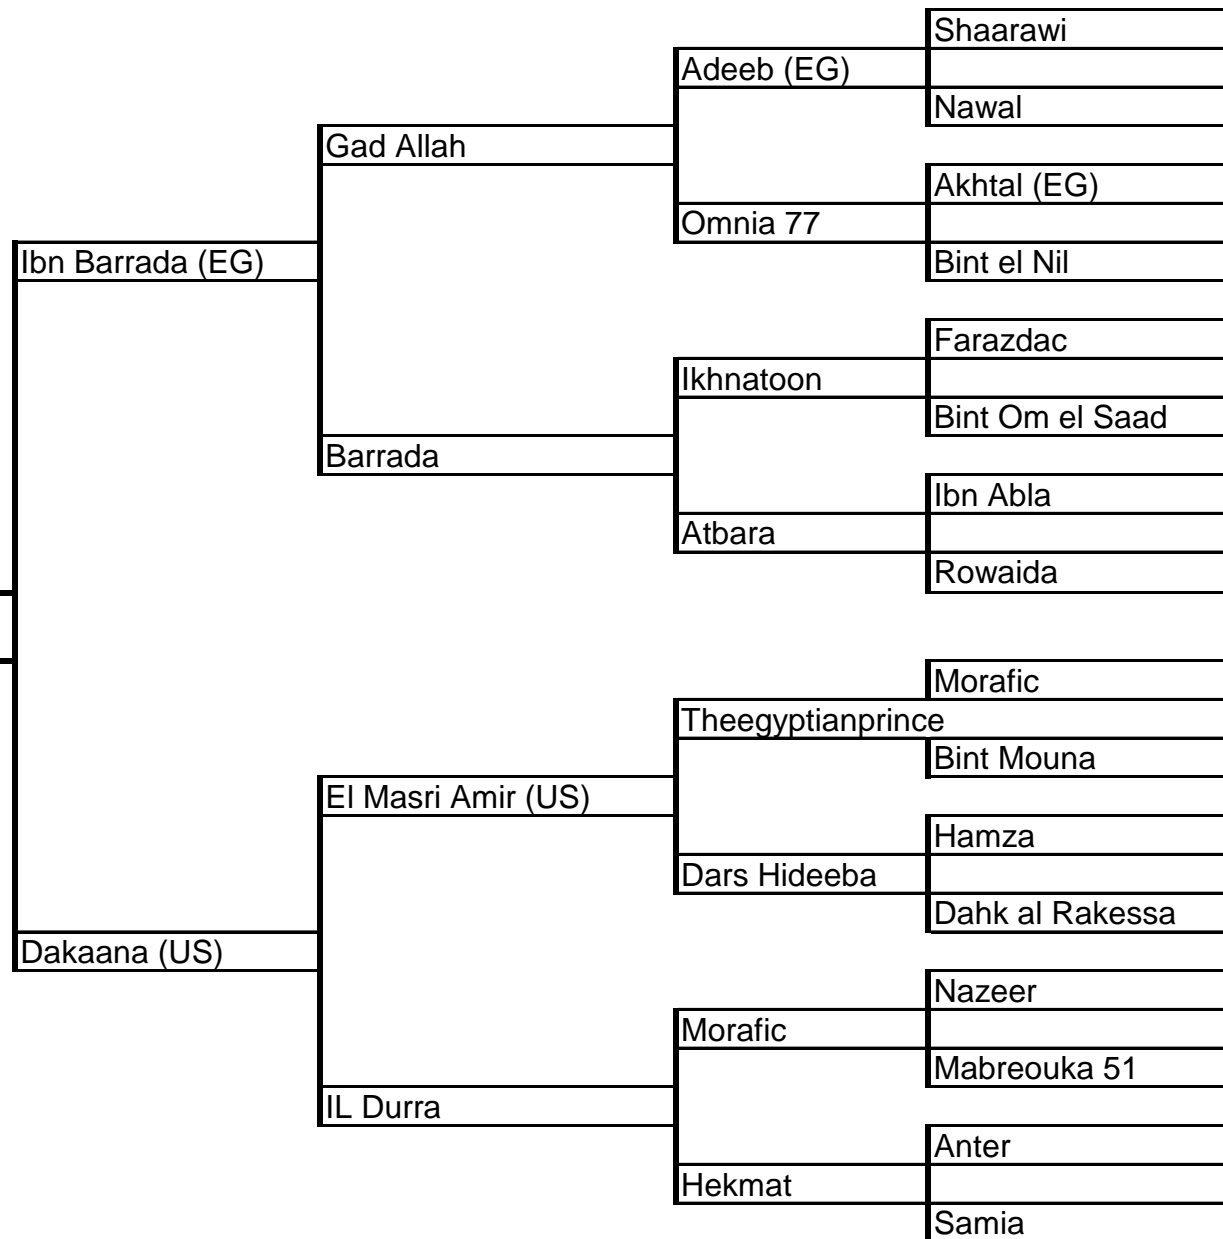 Shaarawi
Adeeb (EG)
Nawal
Gad Allah
Akhtal (EG)
Omnia 77
Ibn Barrada (EG)
Bint el Nil
Farazdac
Ikhnatoon
Bint Om el Saad
Barrada
Ibn Abla
Atbara
Rowaida
Morafic
Theegyptianprince
Bint Mouna
El Masri Amir (US)
Hamza
Dars Hideeba
Dahk al Rakessa
Dakaana (US)
Nazeer
Morafic
Mabreouka 51
IL Durra
Anter
Hekmat
Samia